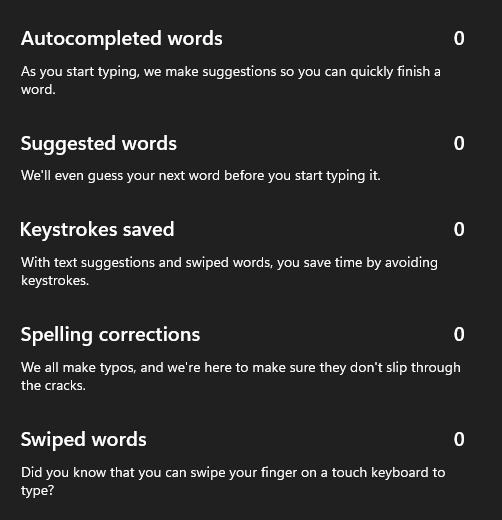 Autocompleted words 0
As you start typing, we make suggestions so you can quickly finish a
word.
Suggested words 0
We'll even guess your next word before you start typing it.
Keystrokes saved 0
With text suggestions and swiped words, you save time by avoiding
keystrokes.
Spelling corrections 0
We all make typos, and we're here to make sure they don't slip through
the cracks.
Swiped words 0
Did you know that you can swipe your finger on a touch keyboard to
type?